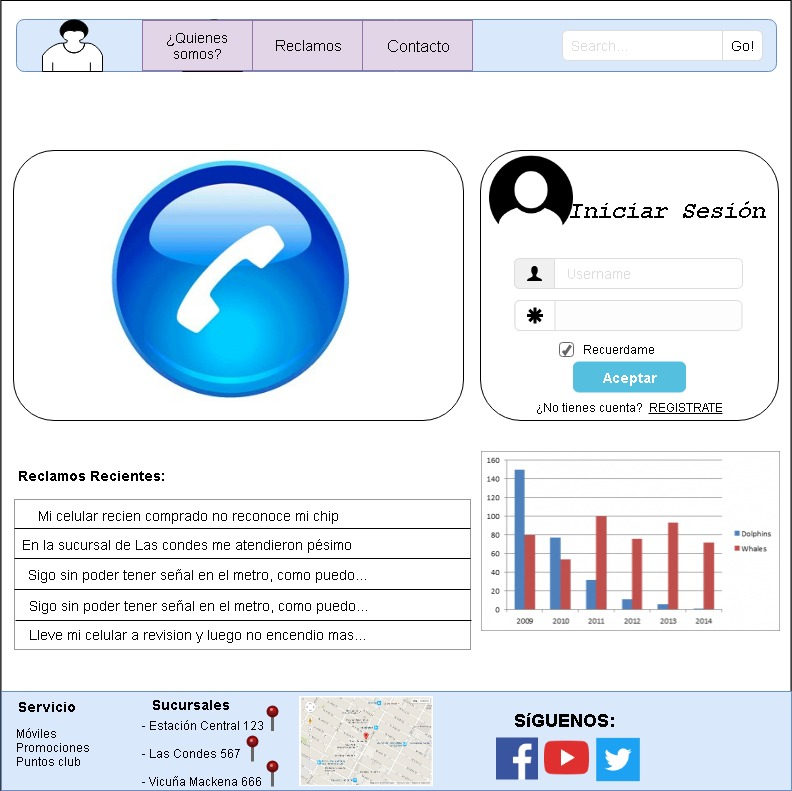 ¿Quienes
somos?
Reclamos
Contacto
Search...
Go!
Iniciar Sesión
Username
Recuerdame
Aceptar
¿No tienes cuenta? REGISTRATE
Reclamos Recientes:
Mi celular recien comprado no reconoce mi chip
En la sucursal de Las condes me atendieron pésimo
Sigo sin poder tener señal en el metro, como puedo...
Sigo sin poder tener señal en el metro, como puedo...
Lleve mi celular a revision y luego no encendio mas...
160
140
120
100
80
60
40
20
0
2009 2010 2011 2012 2013 2014
Dolphins
Whales
Servicio
Móviles
Promociones
Puntos club
Sucursales
- Estación Central 123
- Las Condes 567
- Vicuña Mackena 666
SíGUENOS: